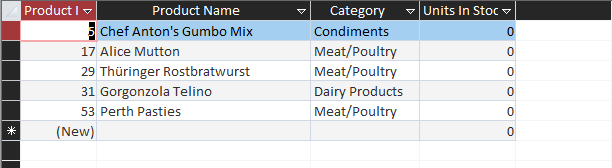 Product I Product Name Category Units In Stoc
5 Chef Anton's Gumbo Mix Condiments 0
17 Alice Mutton Meat/Poultry 0
29 Thüringer Rostbratwurst Meat/Poultry 0
31 Gorgonzola Telino Dairy Products 0
53 Perth Pasties Meat/Poultry 0
* (New) 0